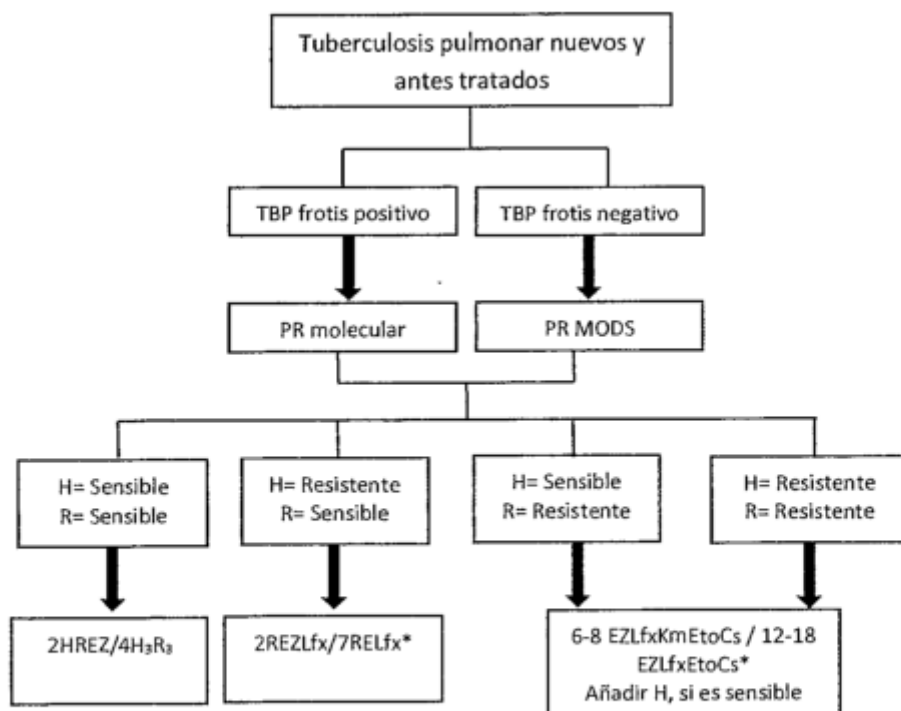 Tuberculosis pulmonar nuevos y
antes tratados
TBP frotis positivo
TBP frotis negativo
PR molecular
PR MODS
H= Sensible
R= Sensible
H= Resistente
R= Sensible
H= Sensible
R= Resistente
H= Resistente
R= Resistente
2HREZ/4H₃R₃
2REZLfx/7RELfx*
6-8 EZLfxKmEtoCs / 12-18
EZLfxEtoCs*
Añadir H, si es sensible